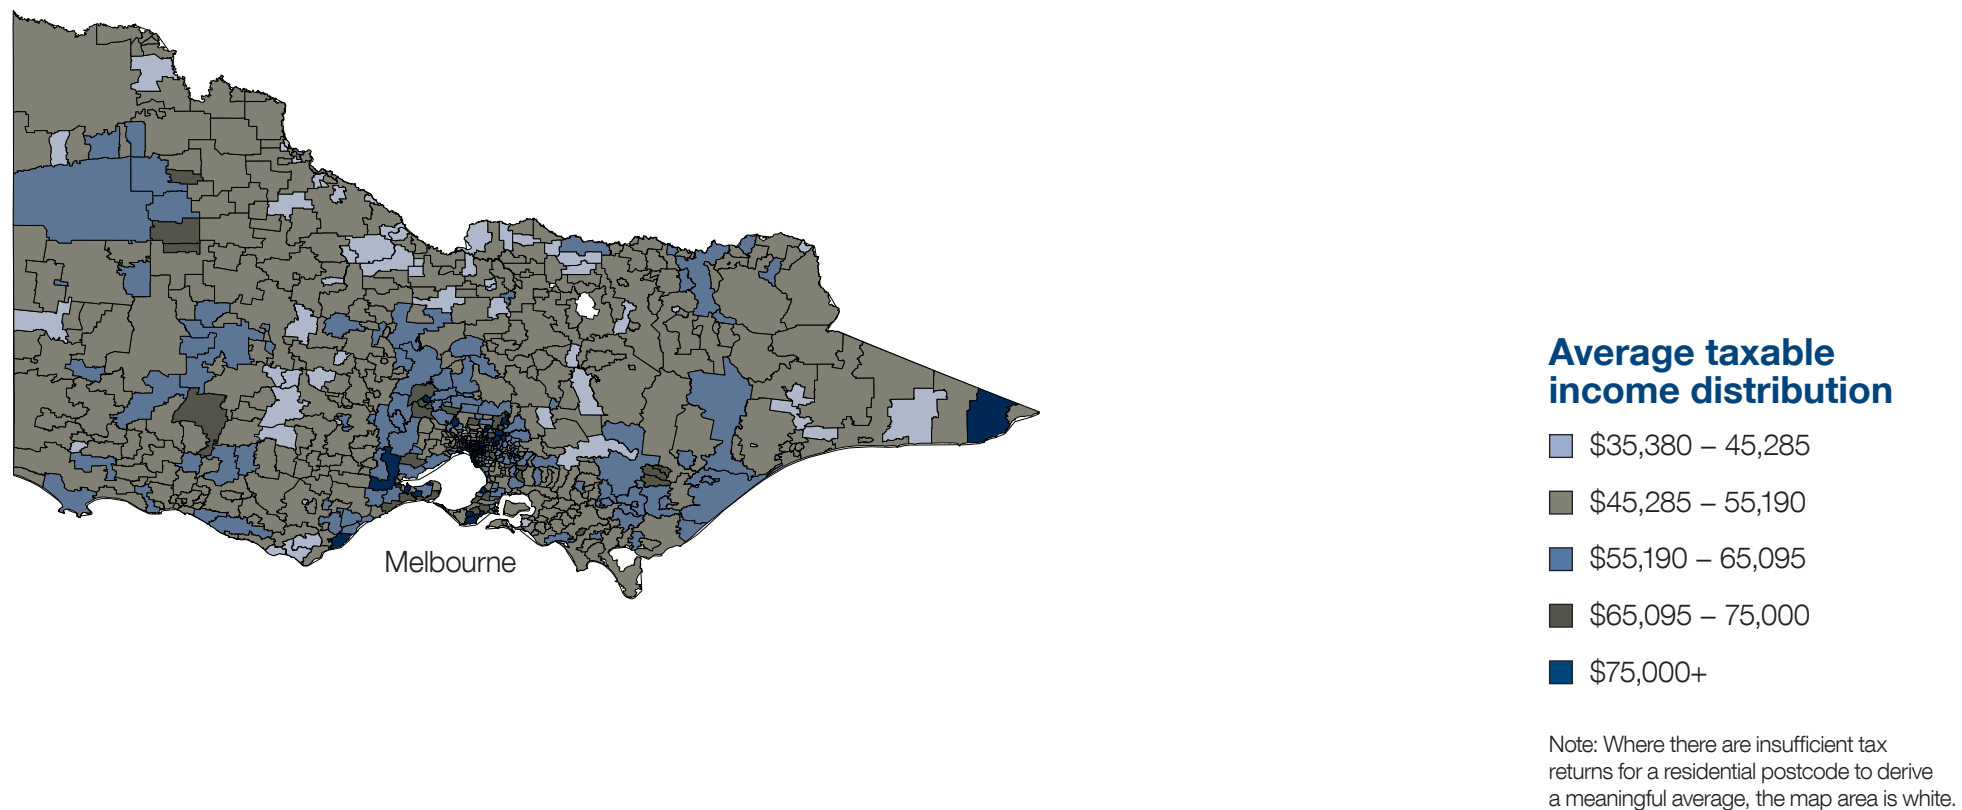 Melbourne
Average taxable
income distribution
$35,380 – 45,285
$45,285 – 55,190
$55,190 – 65,095
$65,095 – 75,000
$75,000+
Note: Where there are insufficient tax
returns for a residential postcode to derive
a meaningful average, the map area is white.